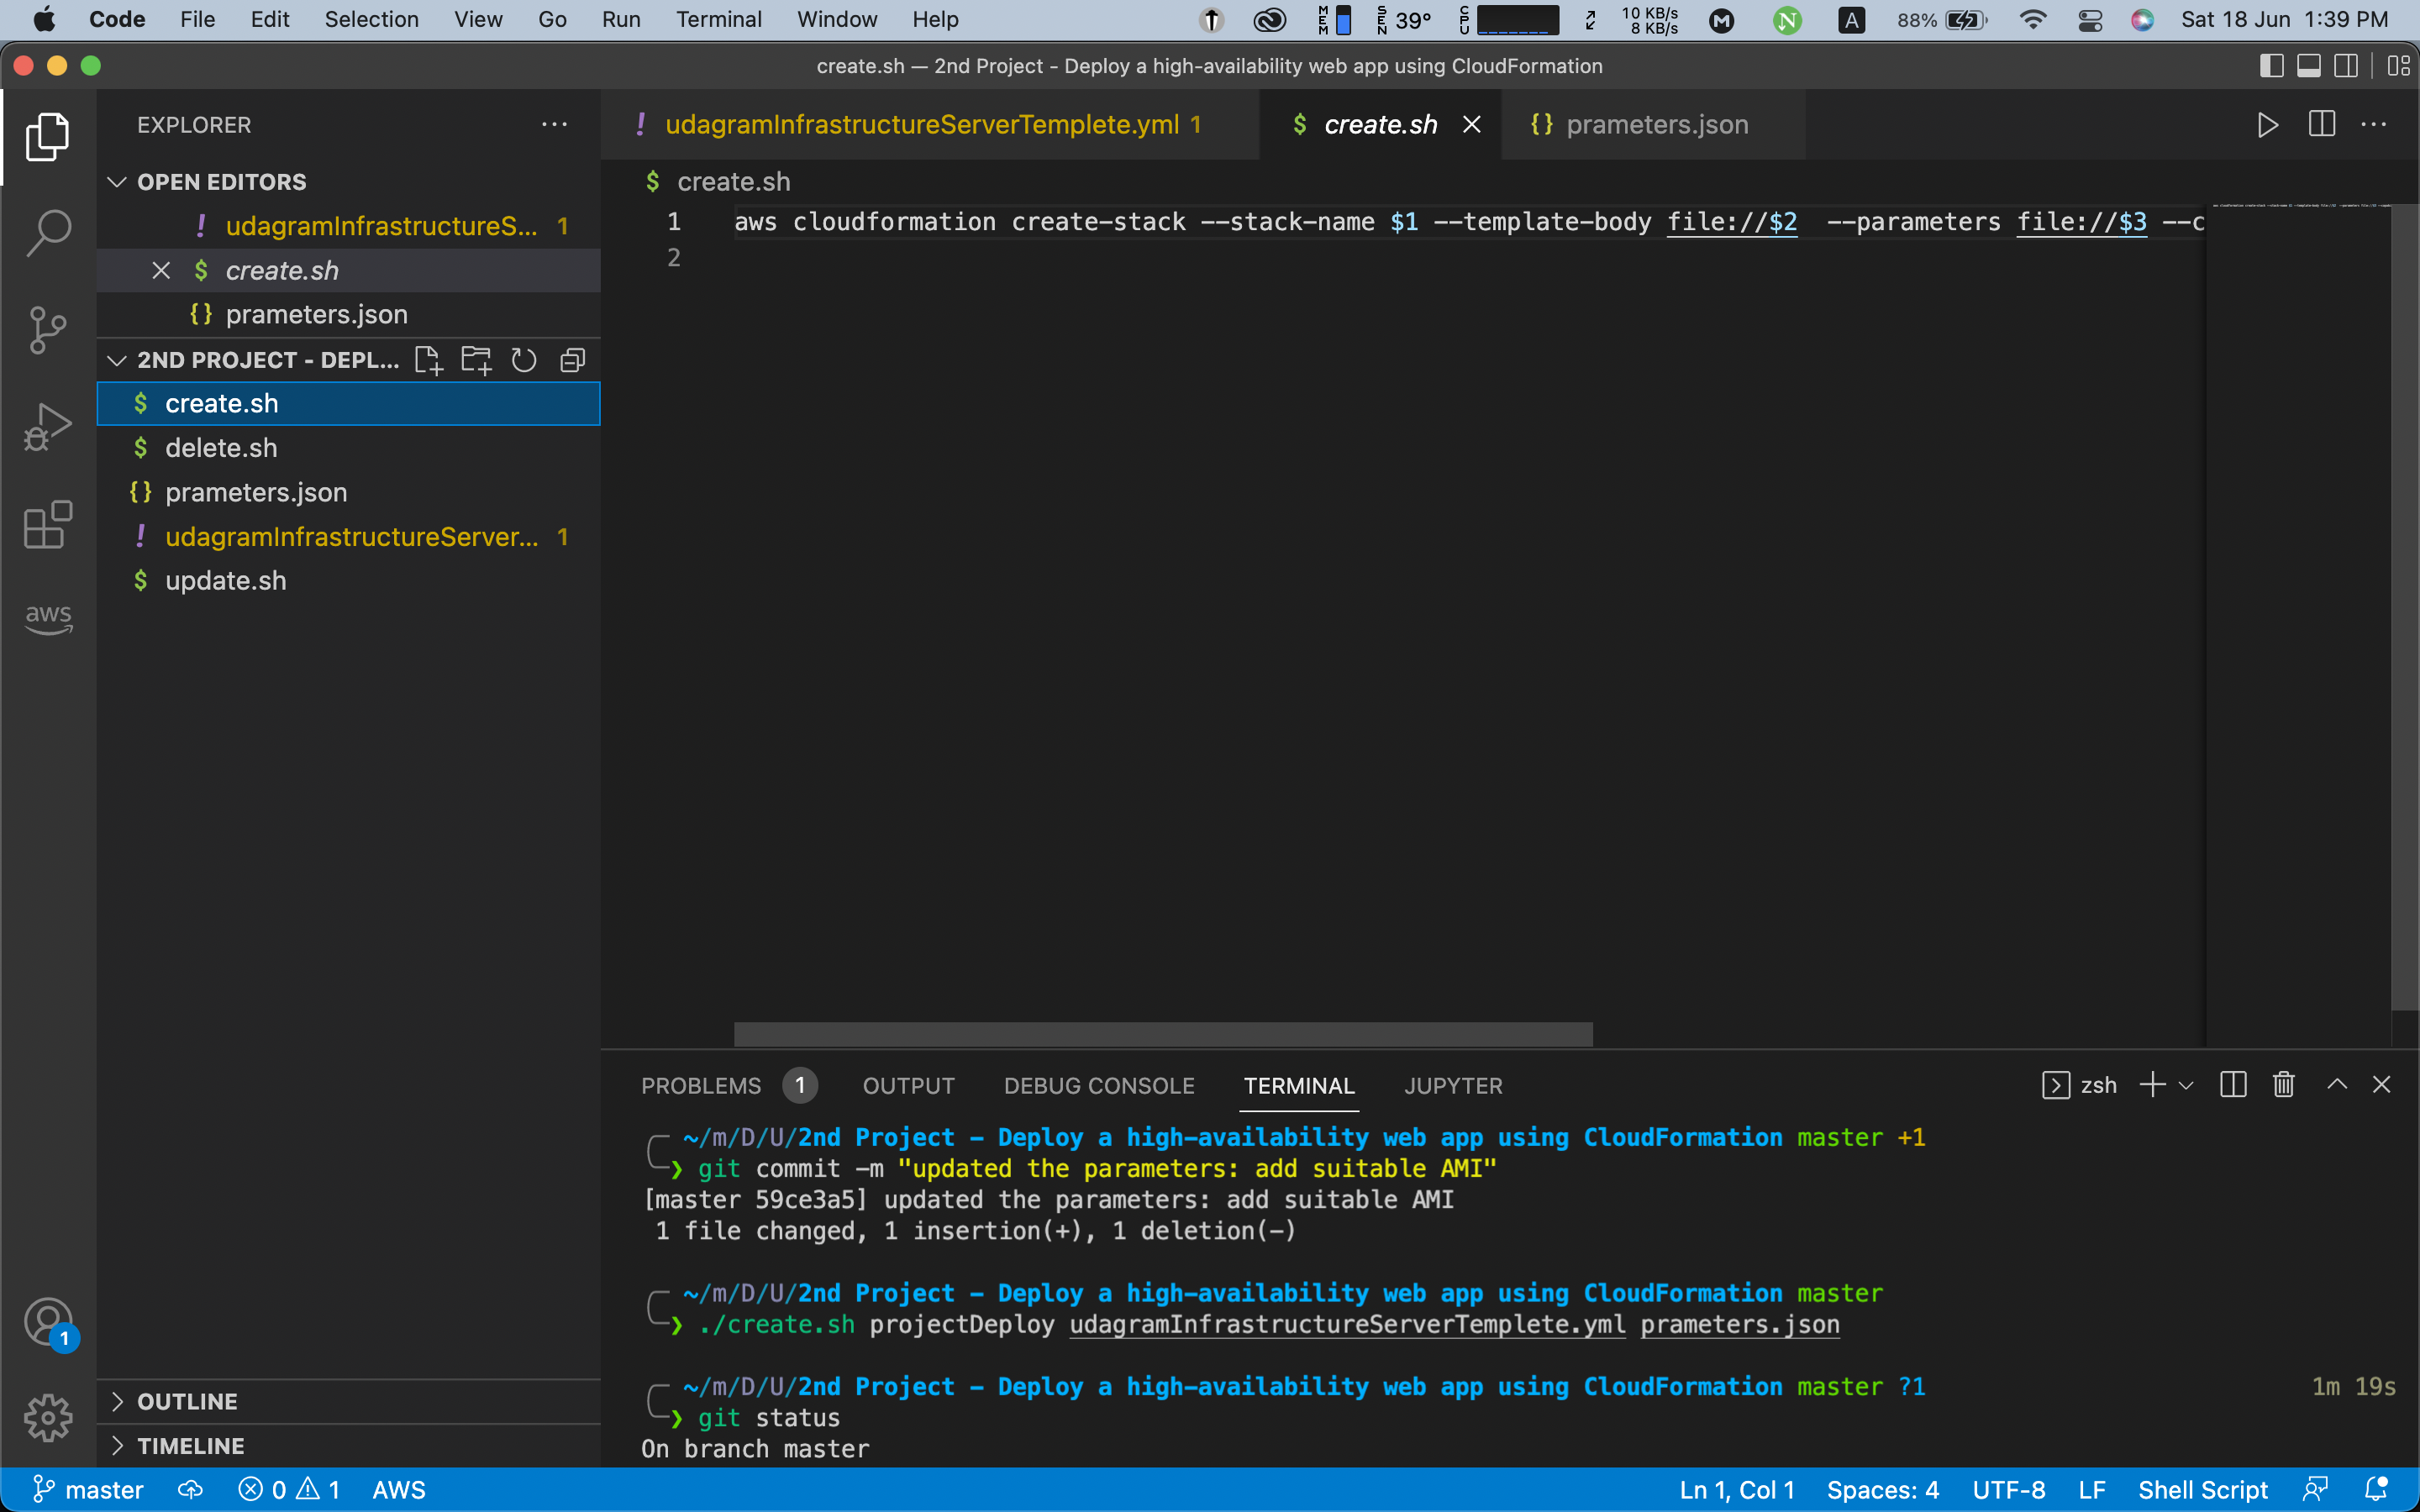 Code File Edit Selection View Go Run Terminal Window Help MEM SEN 39° CPU 10 KB/s 8 KB/s M N A 88% Sat 18 Jun 1:39 PM
create.sh — 2nd Project - Deploy a high-availability web app using CloudFormation
EXPLORER
OPEN EDITORS
! udagramInfrastructureS... 1
$ create.sh
{} prameters.json
2ND PROJECT - DEPL...
$ create.sh
$ delete.sh
{} prameters.json
! udagramInfrastructureServer... 1
$ update.sh
aws
1
OUTLINE
TIMELINE
! udagramInfrastructureServerTemplete.yml 1 $ create.sh {} prameters.json
$ create.sh
1 aws cloudformation create-stack --stack-name $1 --template-body file://$2  --parameters file://$3 --c
2
PROBLEMS 1 OUTPUT DEBUG CONSOLE TERMINAL JUPYTER zsh
~/m/D/U/2nd Project - Deploy a high-availability web app using CloudFormation master +1
❯ git commit -m "updated the parameters: add suitable AMI"
[master 59ce3a5] updated the parameters: add suitable AMI
1 file changed, 1 insertion(+), 1 deletion(-)
~/m/D/U/2nd Project - Deploy a high-availability web app using CloudFormation master
❯ ./create.sh projectDeploy udagramInfrastructureServerTemplete.yml prameters.json
~/m/D/U/2nd Project - Deploy a high-availability web app using CloudFormation master ?1 1m 19s
❯ git status
On branch master
master 0 1 AWS Ln 1, Col 1 Spaces: 4 UTF-8 LF Shell Script